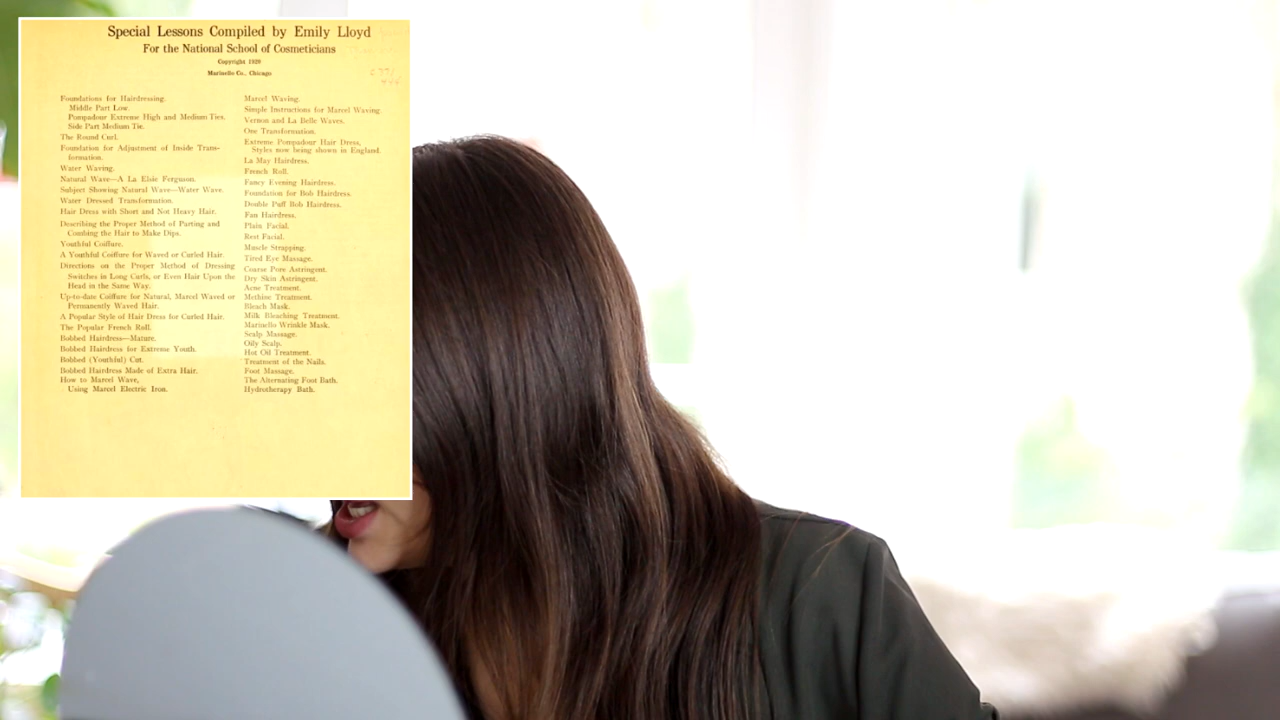 Special Lessons Compiled by Emily Lloyd
For the National School of Cosmeticians
Copyright 1928
Marinello Co., Chicago
Foundations for Hairdressing.
Middle Part Low.
Pompadour Extreme High and Medium Ties.
Side Part Medium Tie.
The Round Curl.
Foundation for Adjustment of Inside Trans-
formation.
Water Waving.
Natural Wave—A La Elsie Ferguson.
Subject Showing Natural Wave—Water Wave.
Water Dressed Transformation.
Hair Dress with Short and Not Heavy Hair.
Describing the Proper Method of Parting and
Combing the Hair to Make Dips.
Youthful Coiffure.
A Youthful Coiffure for Waved or Curled Hair.
Directions on the Proper Method of Dressing
Switches in Long Curls, or Even Hair Upon the
Head in the Same Way.
Up-to-date Coiffure for Natural, Marcel Waved or
Permanently Waved Hair.
A Popular Style of Hair Dress for Curled Hair.
The Popular French Roll.
Bobbed Hairdress—Mature.
Bobbed Hairdress for Extreme Youth.
Bobbed (Youthful) Cut.
Bobbed Hairdress Made of Extra Hair.
How to Marcel Wave,
Using Marcel Electric Iron.
Marcel Waving.
Simple Instructions for Marcel Waving.
Vernon and La Belle Waves.
One Transformation.
Extreme Pompadour Hair Dress,
Styles now being shown in England.
La May Hairdress.
French Roll.
Fancy Evening Hairdress.
Foundation for Bob Hairdress.
Double Puff Bob Hairdress.
Fan Hairdress.
Plain Facial.
Rest Facial.
Muscle Strapping.
Tired Eye Massage.
Coarse Pore Astringent.
Dry Skin Astringent.
Acne Treatment.
Methine Treatment.
Bleach Mask.
Milk Bleaching Treatment.
Marinello Wrinkle Mask.
Scalp Massage.
Oily Scalp.
Hot Oil Treatment.
Treatment of the Nails.
Foot Massage.
The Alternating Foot Bath.
Hydrotherapy Bath.